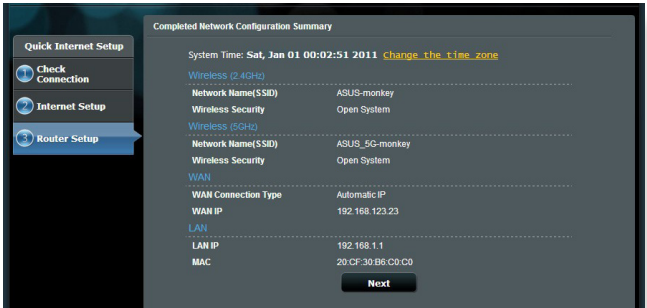 Completed Network Configuration Summary
Quick Internet Setup
1 Check Connection
2 Internet Setup
3 Router Setup
System Time: Sat, Jan 01 00:02:51 2011 Change the time zone
Wireless (2.4GHz)
Network Name(SSID) ASUS-monkey
Wireless Security Open System
Wireless (5GHz)
Network Name(SSID) ASUS_5G-monkey
Wireless Security Open System
WAN
WAN Connection Type Automatic IP
WAN IP 192.168.123.23
LAN
LAN IP 192.168.1.1
MAC 20:CF:30:B6:C0:C0
Next